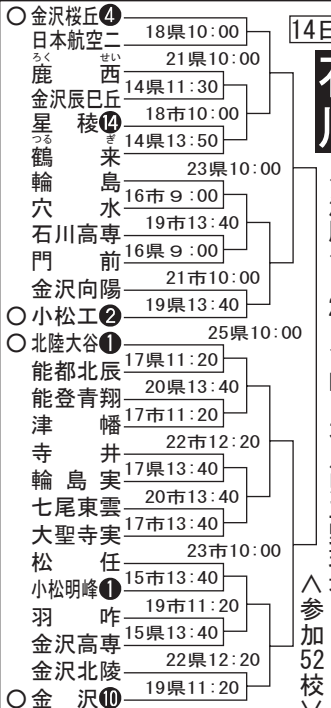 ○金沢桜丘❹
18県10:00
14日
日本航空二
21県10:00
鹿西
ろくせい
14県11:30
金沢辰巳丘
18市10:00
星稜⓮
14県13:50
鶴来
つるぎ
23県10:00
輪島
16市9:00
穴水
19市13:40
石川高専
16県9:00
門前
21市10:00
金沢向陽
19県13:40
○小松工❷
25県10:00
○北陸大谷❶
17県11:20
能都北辰
20県13:40
能登青翔
17市11:20
津幡
22市12:20
寺井
17県13:40
輪島実
20市13:40
七尾東雲
17市13:40
大聖寺実
23市10:00
松任
15市13:40
小松明峰❶
19市11:20
羽咋
15県13:40
金沢高専
22県12:20
金沢北陵
19県11:20
○金沢❿
〈参加52校〉